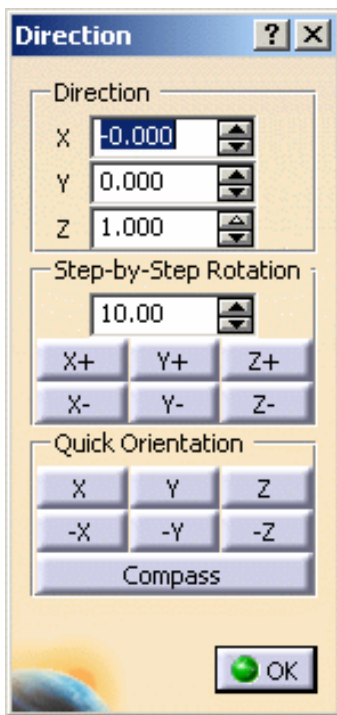 Direction ? ×
Direction
X -0.000
Y 0.000
Z 1.000
Step-by-Step Rotation
10.00
X+ Y+ Z+
X- Y- Z-
Quick Orientation
X Y Z
-X -Y -Z
Compass
OK